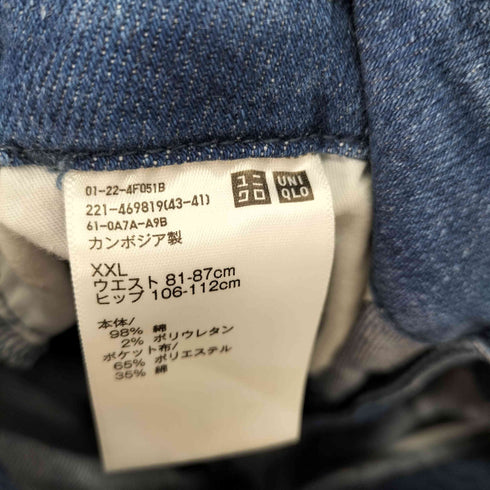 01-22-4F051B
221-469819(43-41)
61-0A7A-A9B
カンボジア製
ユニ
クロ
UNI
QLO
XXL
ウエスト 81-87cm
ヒップ 106-112cm
本体/
98% 綿
2% ポリウレタン
ポケット布/
65% ポリエステル
35% 綿